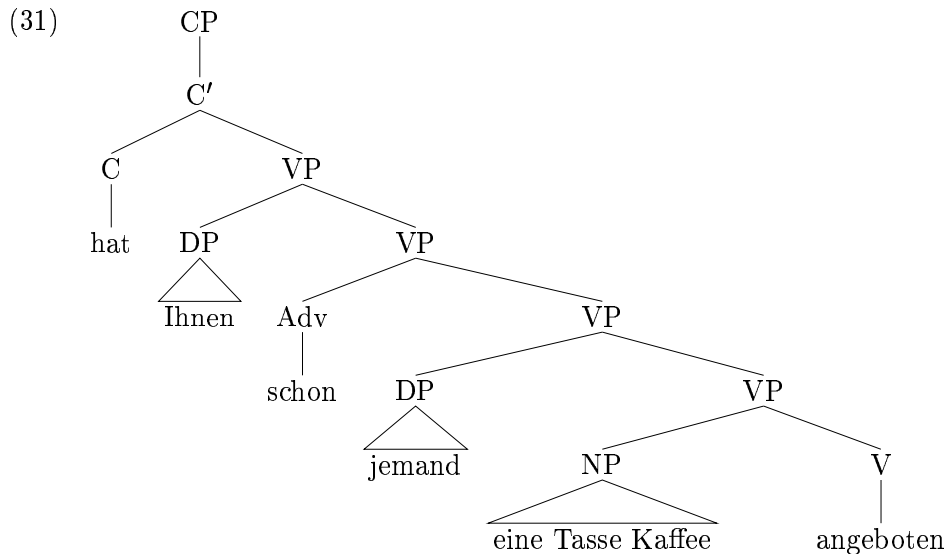 (31) CP
C′
C VP
hat DP VP
Ihnen Adv VP
schon DP VP
jemand NP V
eine Tasse Kaffee angeboten